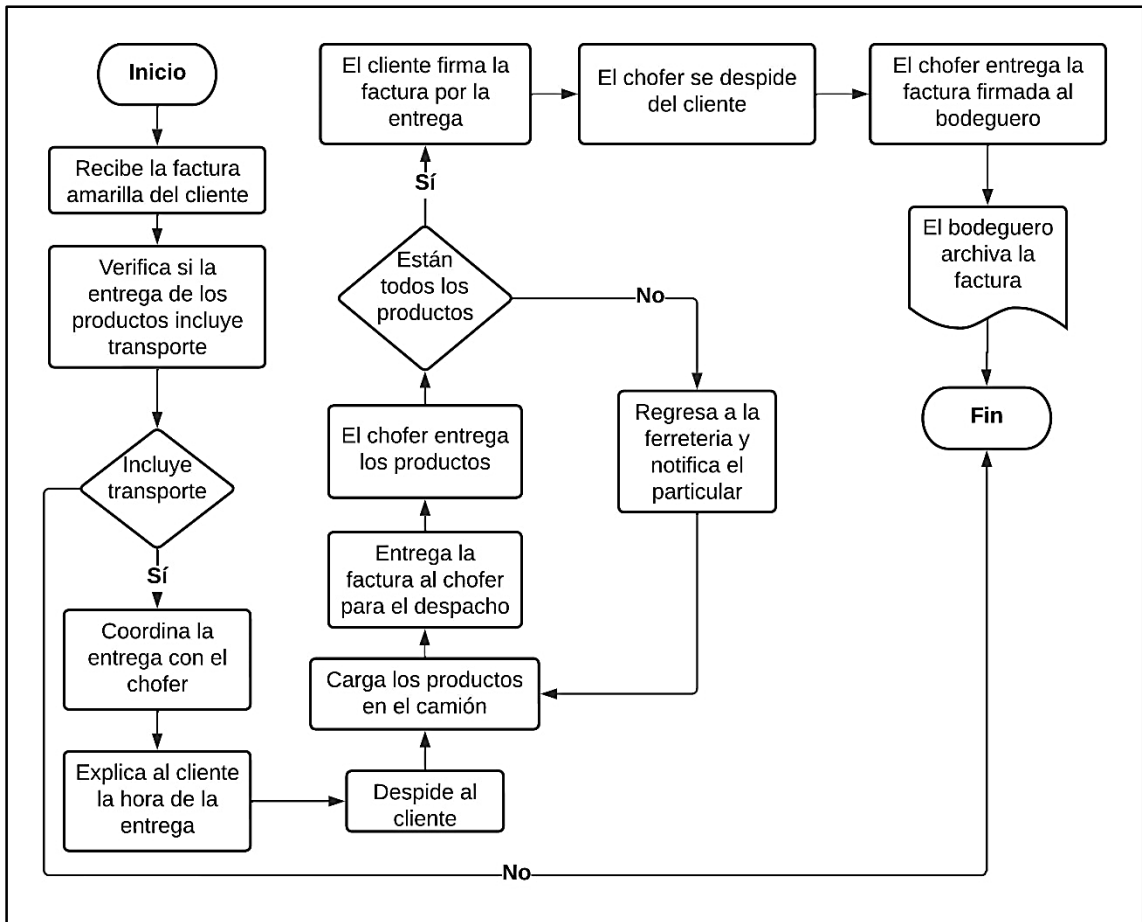 Inicio
Recibe la factura
amarilla del cliente
Verifica si la
entrega de los
productos incluye
transporte
Incluye
transporte
Sí
Coordina la
entrega con el
chofer
Explica al cliente
la hora de la
entrega
Despide al
cliente
Carga los productos
en el camión
Entrega la
factura al chofer
para el despacho
El chofer entrega
los productos
Están
todos los
productos
No
Regresa a la
ferreteria y
notifica el
particular
Sí
El cliente firma la
factura por la
entrega
El chofer se despide
del cliente
El chofer entrega la
factura firmada al
bodeguero
El bodeguero
archiva la
factura
Fin
No